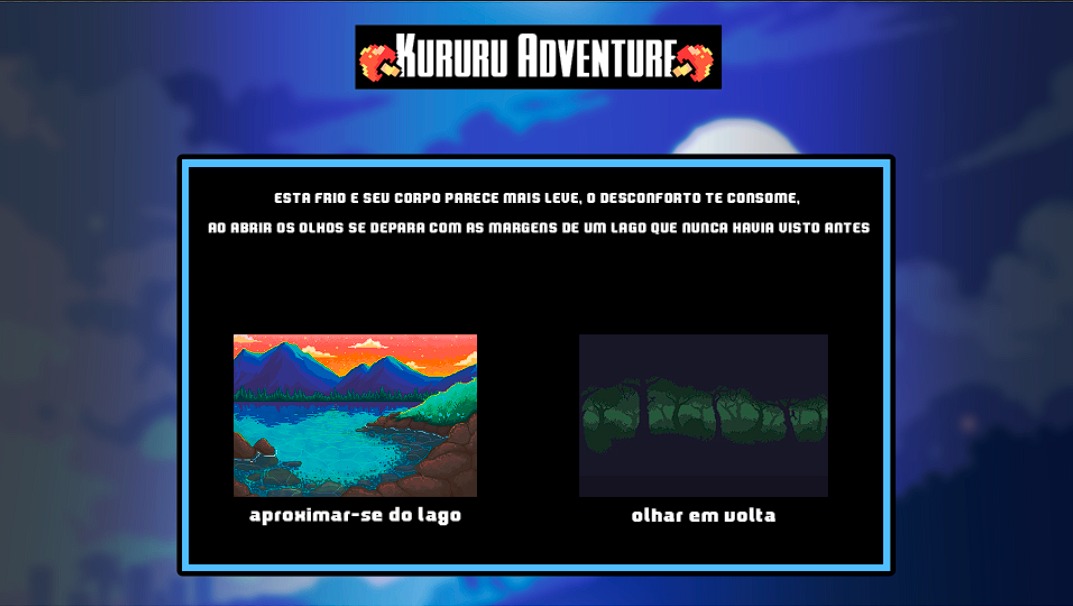 KURURU ADVENTURE
ESTA FRIO E SEU CORPO PARECE MAIS LEVE, O DESCONFORTO TE CONSOME,
AO ABRIR OS OLHOS SE DEPARA COM AS MARGENS DE UM LAGO QUE NUNCA HAVIA VISTO ANTES
aproximar-se do lago
olhar em volta